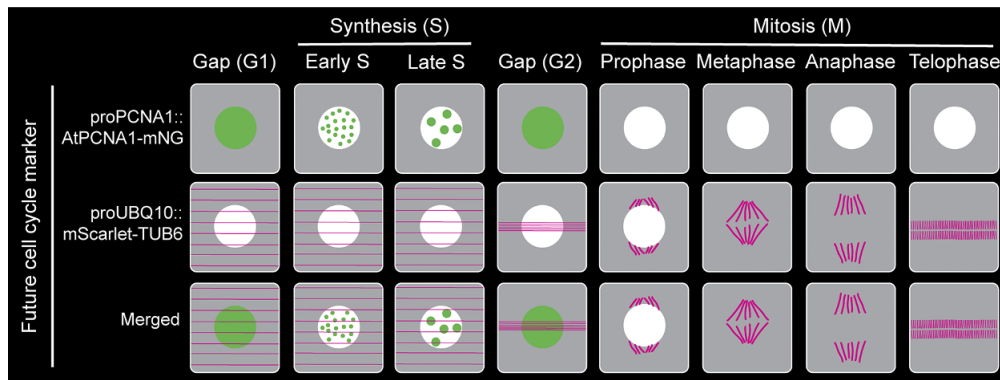 Synthesis (S)
Mitosis (M)
Gap (G1)
Early S
Late S
Gap (G2)
Prophase
Metaphase
Anaphase
Telophase
Future cell cycle marker
proPCNA1::
AtPCNA1-mNG
proUBQ10::
mScarlet-TUB6
Merged